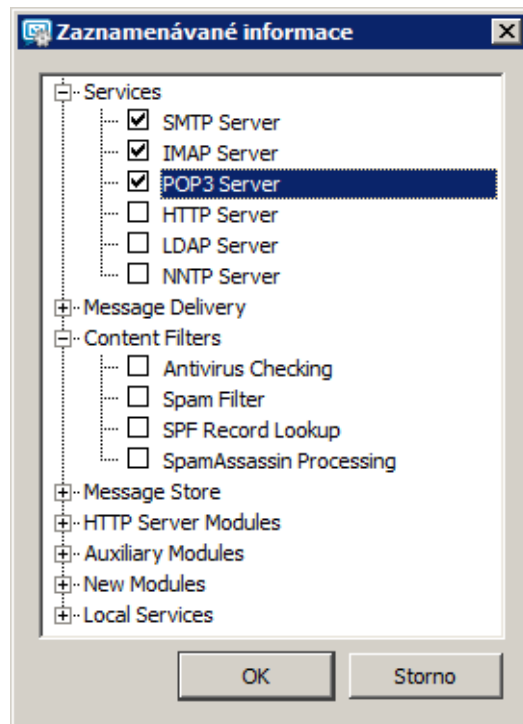 Zaznamenávané informace
Services
SMTP Server
IMAP Server
POP3 Server
HTTP Server
LDAP Server
NNTP Server
Message Delivery
Content Filters
Antivirus Checking
Spam Filter
SPF Record Lookup
SpamAssassin Processing
Message Store
HTTP Server Modules
Auxiliary Modules
New Modules
Local Services
OK Storno